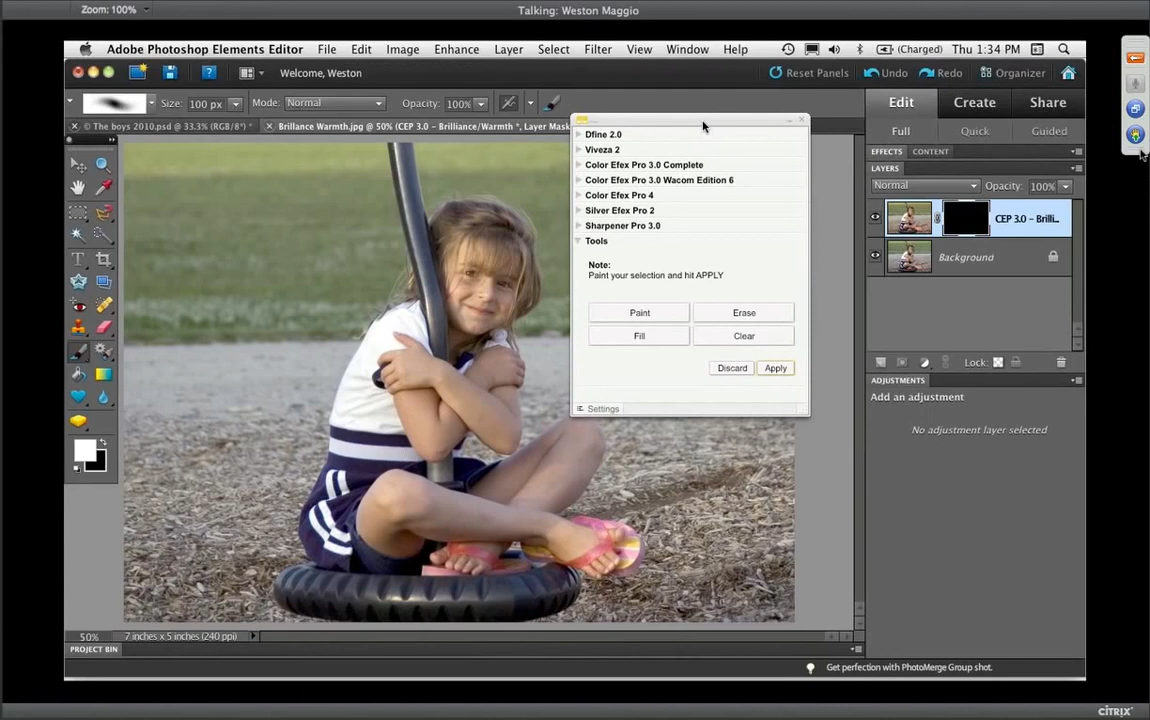 Zoom: 100%
Talking: Weston Maggio
Adobe Photoshop Elements Editor File Edit Image Enhance Layer Select Filter View Window Help (Charged) Thu 1:34 PM
Welcome, Weston
Reset Panels Undo Redo Organizer
Size: 100 px Mode: Normal Opacity: 100%
Edit Create Share
© The boys 2010.psd @ 33.3% (RGB/8*) * Brillance Warmth.jpg @ 50% (CEP 3.0 - Brilliance/Warmth *, Layer Mask
Full Quick Guided
EFFECTS CONTENT
LAYERS
Normal Opacity: 100%
CEP 3.0 - Brilli...
Background
Lock:
ADJUSTMENTS
Add an adjustment
No adjustment layer selected
Dfine 2.0
Viveza 2
Color Efex Pro 3.0 Complete
Color Efex Pro 3.0 Wacom Edition 6
Color Efex Pro 4
Silver Efex Pro 2
Sharpener Pro 3.0
Tools
Note:
Paint your selection and hit APPLY
Paint Erase
Fill Clear
Discard Apply
Settings
50% 7 inches x 5 inches (240 ppi)
PROJECT BIN
Get perfection with PhotoMerge Group shot.
CITRIX